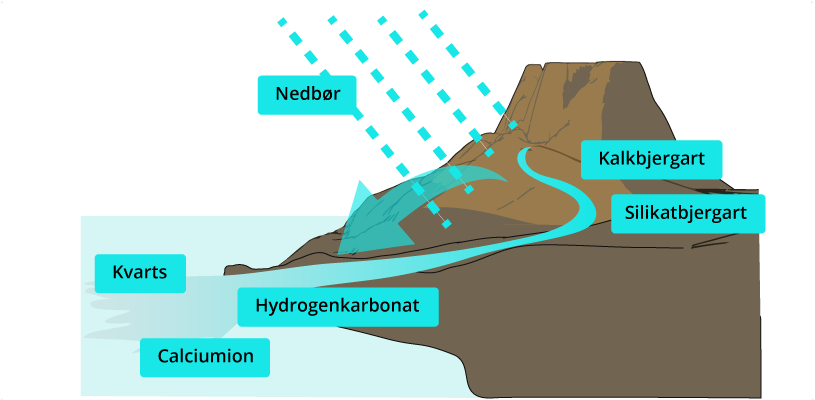 Nedbør
Kalkbjergart
Silikatbjergart
Kvarts
Hydrogenkarbonat
Calciumion